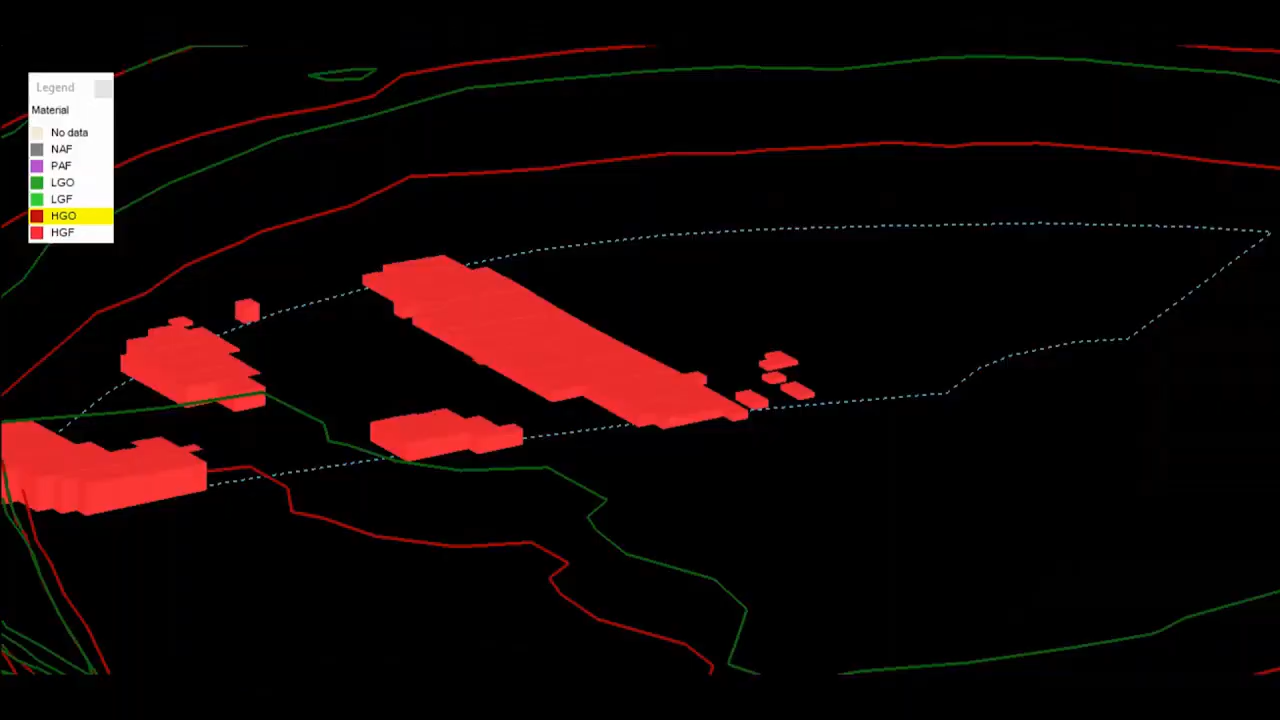 Legend
Material
No data
NAF
PAF
LGO
LGF
HGO
HGF